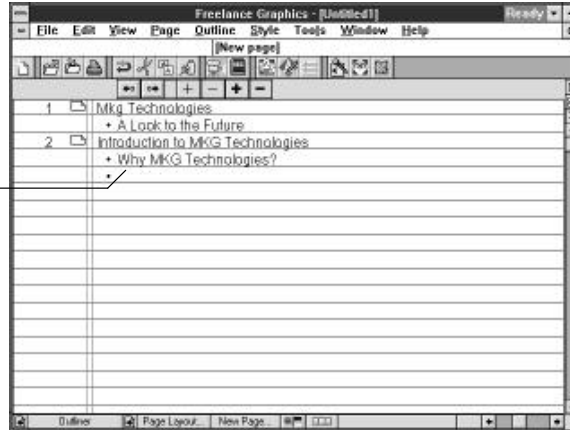 Freelance Graphics - [Untitled1] Ready
File Edit View Page Outline Style Tools Window Help
[New page]
1 Mkg Technologies
• A Look to the Future
2 Introduction to MKG Technologies
• Why MKG Technologies?
•
Outliner Page Layout... New Page...